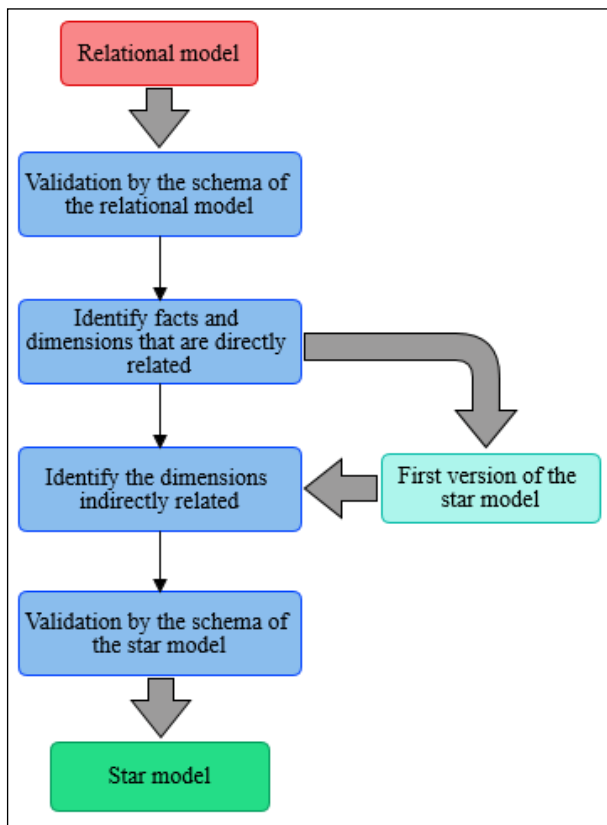 Relational model
Validation by the schema of
the relational model
Identify facts and
dimensions that are directly
related
Identify the dimensions
indirectly related
First version of the
star model
Validation by the schema of
the star model
Star model